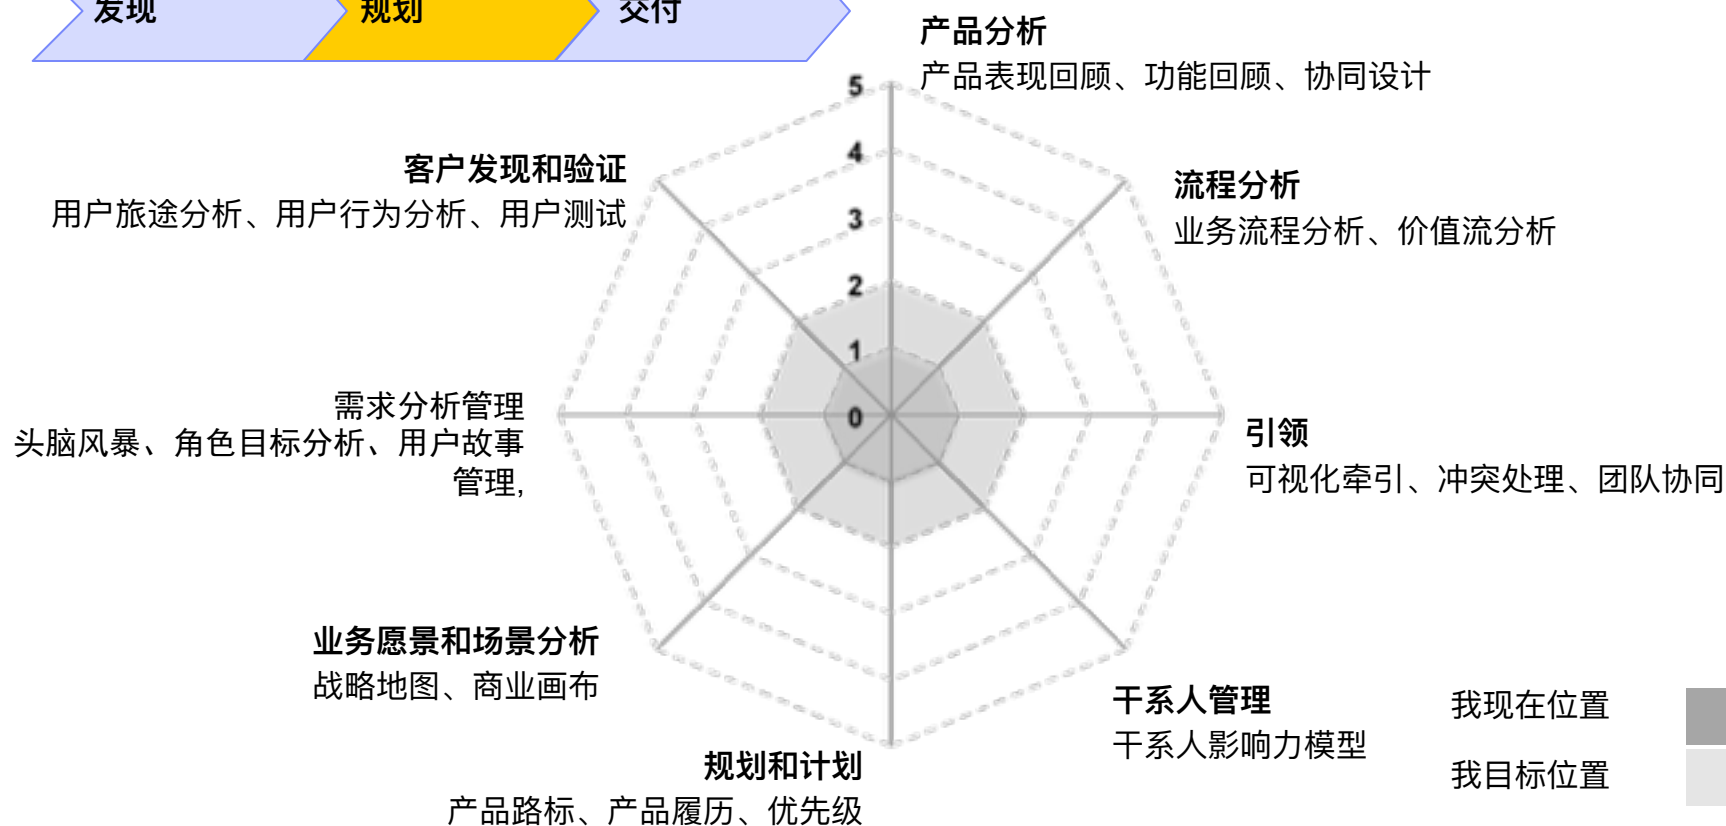 发现
规划
交付
产品分析
产品表现回顾、功能回顾、协同设计
5
4
3
2
1
0
客户发现和验证
用户旅途分析、用户行为分析、用户测试
流程分析
业务流程分析、价值流分析
需求分析管理
头脑风暴、角色目标分析、用户故事
管理,
引领
可视化牵引、冲突处理、团队协同
业务愿景和场景分析
战略地图、商业画布
干系人管理
干系人影响力模型
规划和计划
产品路标、产品履历、优先级
我现在位置
我目标位置